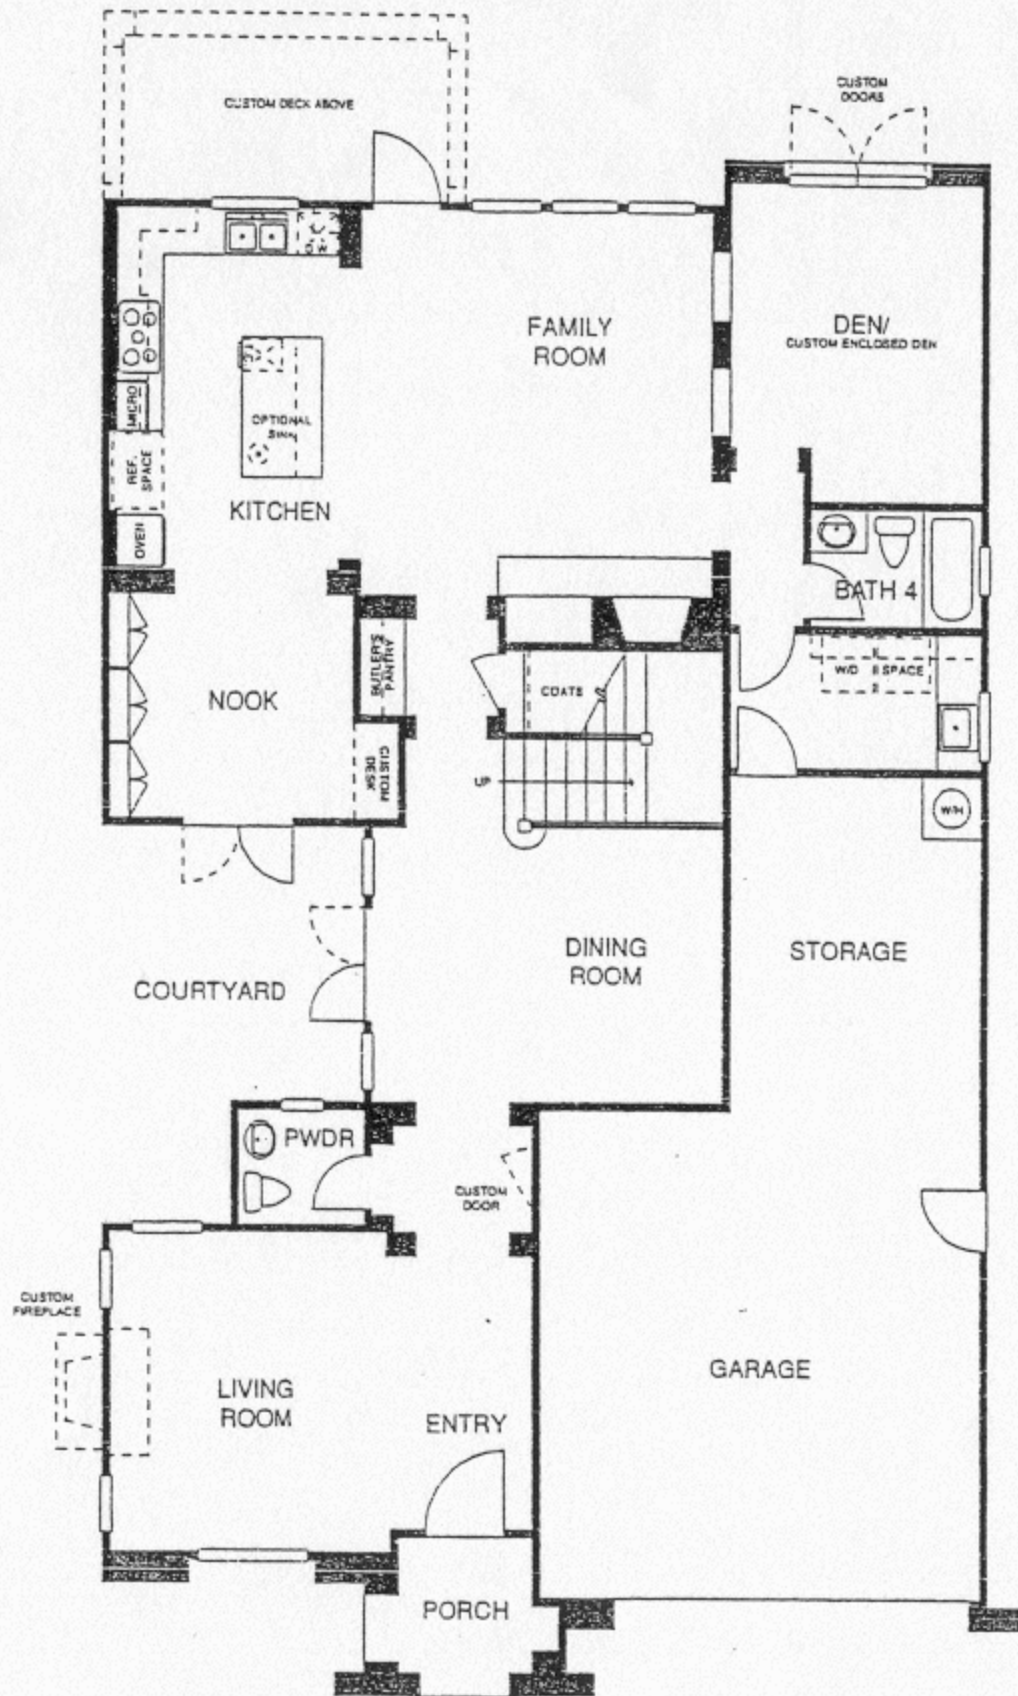 CUSTOM
DOORS
CUSTOM DECK ABOVE
D.W.
FAMILY
ROOM
DEN/
CUSTOM ENCLOSED DEN
MICRO
OPTIONAL
SINK
REF.
SPACE
KITCHEN
OVEN
BATH 4
BUTLER'S
PANTRY
W/D SPACE
COATS
NOOK
CUSTOM
DESK
UP
W/H
DINING
ROOM
STORAGE
COURTYARD
PWDR
CUSTOM
DOOR
CUSTOM
FIREPLACE
LIVING
ROOM
ENTRY
GARAGE
PORCH